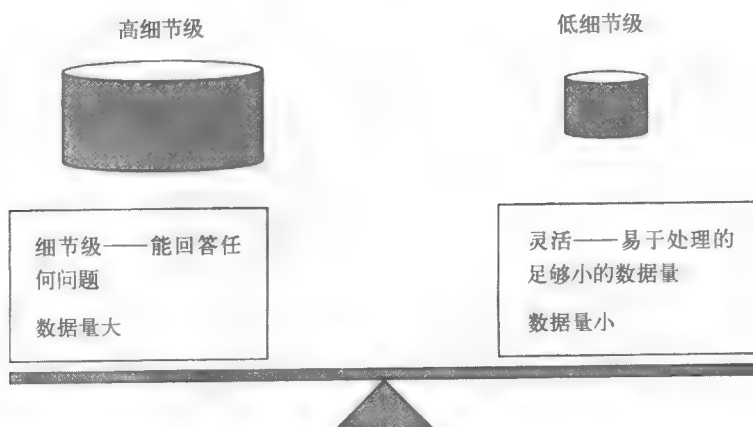 高细节级
低细节级
细节级——能回答任
何问题
数据量大
灵活——易于处理的
足够小的数据量
数据量小